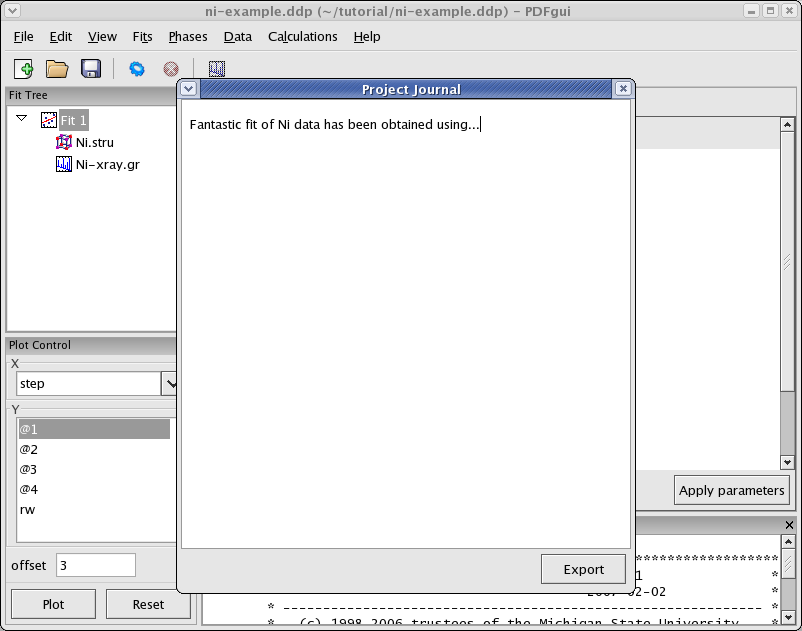 ni-example.ddp (~/tutorial/ni-example.ddp) - PDFgui
File Edit View Fits Phases Data Calculations Help
Fit Tree
Fit 1
Ni.stru
Ni-xray.gr
Project Journal
Fantastic fit of Ni data has been obtained using...
Export
Plot Control
X
step
Y
@1
@2
@3
@4
rw
offset 3
Plot Reset
Apply parameters
******************
1 *
2007-02-02 *
* ------------------------------------------------------------ *
* (c) 1998-2006 trustees of the Michigan State University *